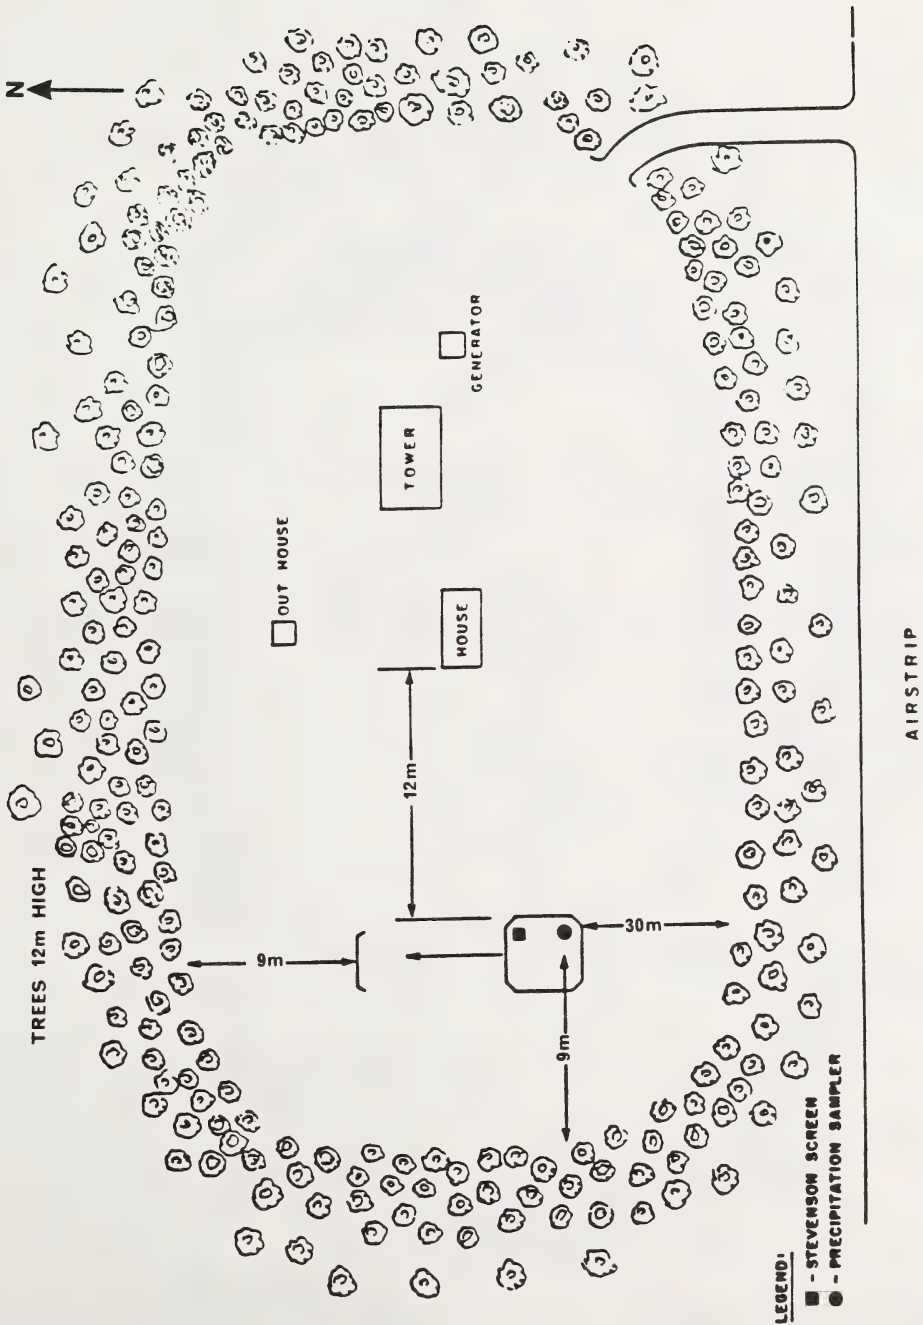 N
TREES 12m HIGH
OUT HOUSE
GENERATOR
TOWER
HOUSE
12m
9m
30m
9m
AIRSTRIP
LEGEND:
■ - STEVENSON SCREEN
● - PRECIPITATION SAMPLER